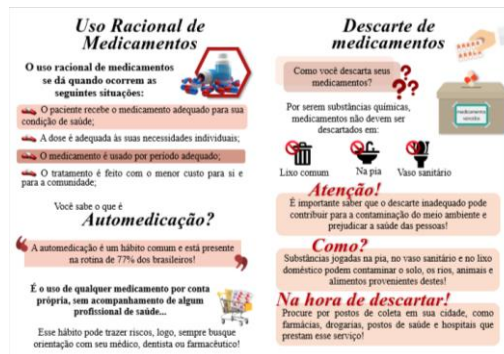 Uso Racional de
Medicamentos
O uso racional de medicamentos
se dá quando ocorrem as
seguintes situações:
O paciente recebe o medicamento adequado para sua
condição de saúde;
A dose é adequada às suas necessidades individuais;
O medicamento é usado por período adequado;
O tratamento é feito com o menor custo para si e
para a comunidade;
Você sabe o que é
Automedicação?
A automedicação é um hábito comum e está presente
na rotina de 77% dos brasileiros!
É o uso de qualquer medicamento por conta
própria, sem acompanhamento de algum
profissional de saúde...
Esse hábito pode trazer riscos, logo, sempre busque
orientação com seu médico, dentista ou farmacêutico!
Descarte de
medicamentos
Como você descarta seus
medicamentos?
??
Por serem substâncias químicas,
medicamentos não devem ser
descartados em:
Lixo comum
Na pia
Vaso sanitário
Atenção!
É importante saber que o descarte inadequado pode
contribuir para a contaminação do meio ambiente e
prejudicar a saúde das pessoas!
Como?
Substâncias jogadas na pia, no vaso sanitário e no lixo
doméstico podem contaminar o solo, os rios, animais e
alimentos provenientes destes!
Na hora de descartar!
Procure por postos de coleta em sua cidade, como
farmácias, drogarias, postos de saúde e hospitais que
prestam esse serviço!